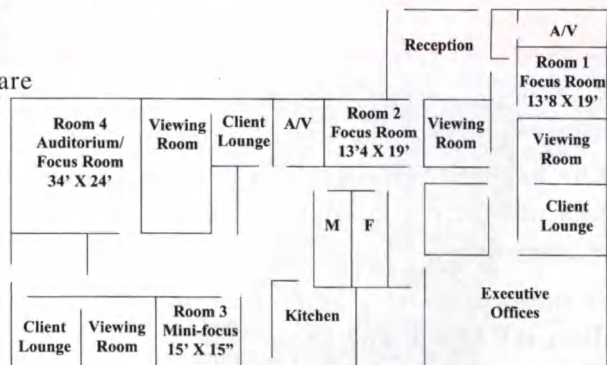 are
Reception
A/V
Room 1
Focus Room
13'8 X 19'
Room 4
Auditorium/
Focus Room
34' X 24'
Viewing
Room
Client
Lounge
A/V
Room 2
Focus Room
13'4 X 19'
Viewing
Room
Viewing
Room
Client
Lounge
M
F
Client
Lounge
Viewing
Room
Room 3
Mini-focus
15' X 15"
Kitchen
Executive
Offices